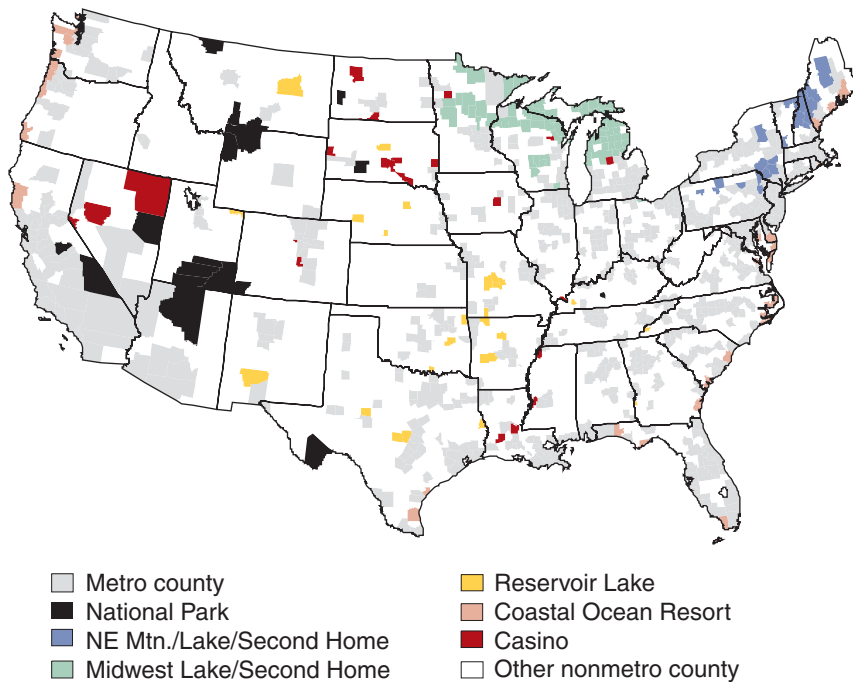 Metro county
National Park
NE Mtn./Lake/Second Home
Midwest Lake/Second Home
Reservoir Lake
Coastal Ocean Resort
Casino
Other nonmetro county